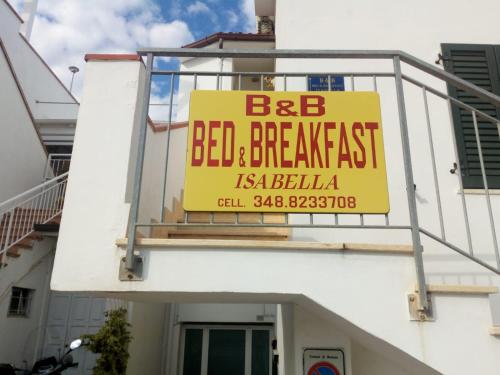 B&B
BED & BREAKFAST
ISABELLA
CELL. 348.8233708
B & B